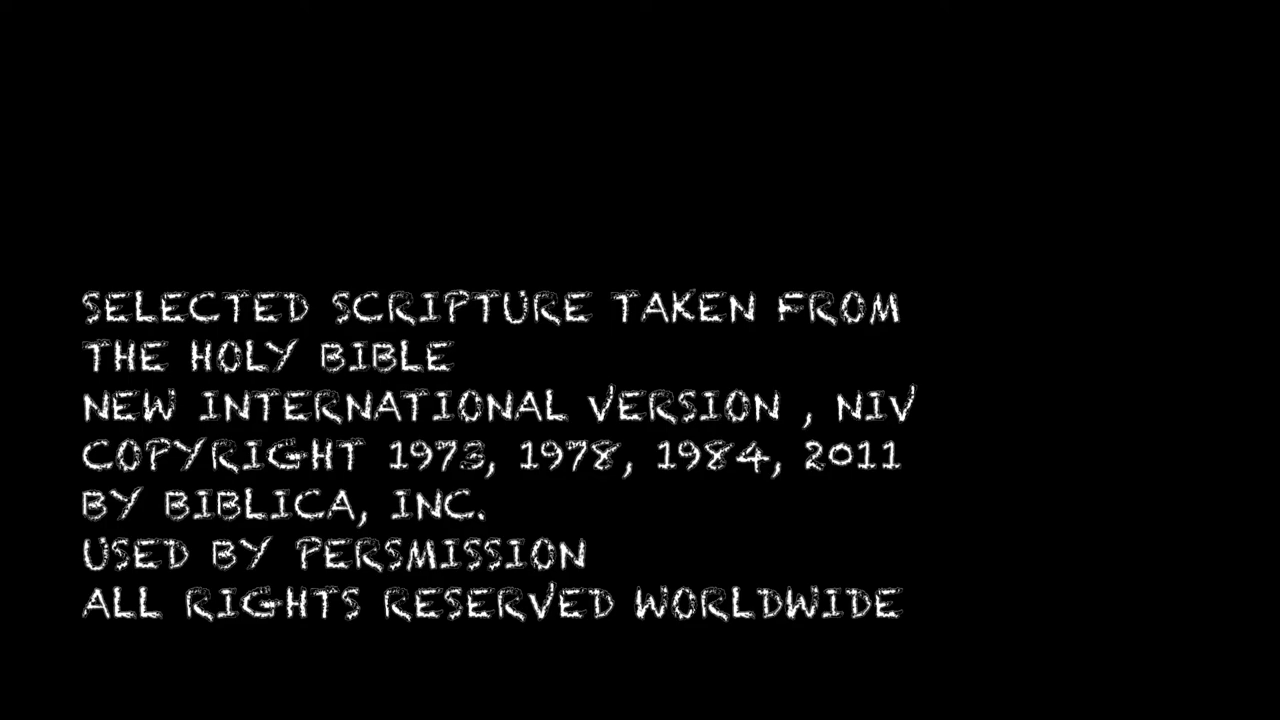 SELECTED SCRIPTURE TAKEN FROM
THE HOLY BIBLE
NEW INTERNATIONAL VERSION , NIV
COPYRIGHT 1973, 1978, 1984, 2011
BY BIBLICA, INC.
USED BY PERSMISSION
ALL RIGHTS RESERVED WORLDWIDE